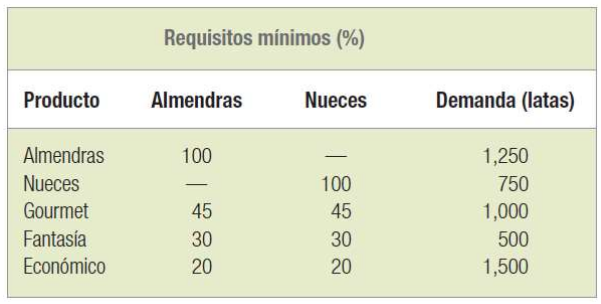 Requisitos mínimos (%)
Producto Almendras Nueces Demanda (latas)
Almendras 100 — 1,250
Nueces — 100 750
Gourmet 45 45 1,000
Fantasía 30 30 500
Económico 20 20 1,500